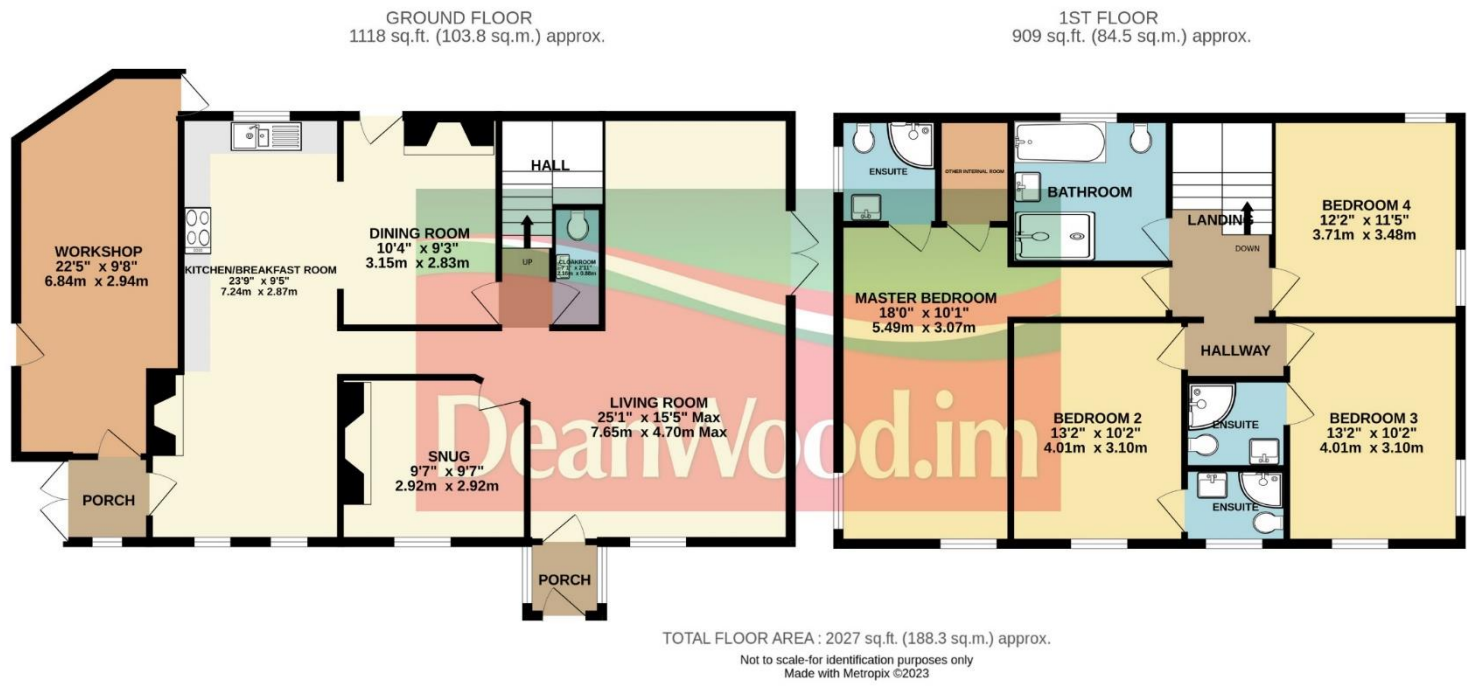 GROUND FLOOR
1118 sq.ft. (103.8 sq.m.) approx.
1ST FLOOR
909 sq.ft. (84.5 sq.m.) approx.
WORKSHOP
22'5" x 9'8"
6.84m x 2.94m
KITCHEN/BREAKFAST ROOM
23'9" x 9'5"
7.24m x 2.87m
DINING ROOM
10'4" x 9'3"
3.15m x 2.83m
HALL
UP
CLOAKROOM
LIVING ROOM
25'1" x 15'5" Max
7.65m x 4.70m Max
SNUG
9'7" x 9'7"
2.92m x 2.92m
PORCH
PORCH
ENSUITE
OTHER INTERNAL ROOM
BATHROOM
LANDING
DOWN
BEDROOM 4
12'2" x 11'5"
3.71m x 3.48m
MASTER BEDROOM
18'0" x 10'1"
5.49m x 3.07m
HALLWAY
BEDROOM 2
13'2" x 10'2"
4.01m x 3.10m
ENSUITE
ENSUITE
BEDROOM 3
13'2" x 10'2"
4.01m x 3.10m
DeanWood.im
TOTAL FLOOR AREA : 2027 sq.ft. (188.3 sq.m.) approx.
Not to scale-for identification purposes only
Made with Metropix ©2023